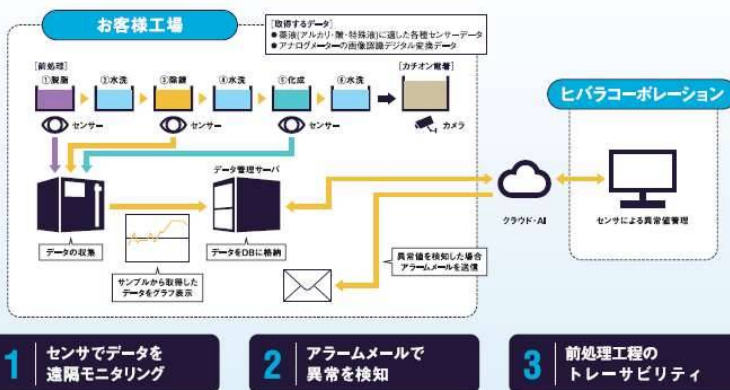 お客様工場
[取得するデータ]
●薬液(アルカリ・酸・特殊液)に適した各種センサーデータ
●アナログメーターの画像認識デジタル変換データ
[前処理]
[カチオン電着]
①脱脂
②水洗
③除錆
④水洗
⑤化成
⑥水洗
センサー
センサー
センサー
カメラ
ヒバラコーポレーション
データ管理サーバ
クラウド・AI
センサによる異常値管理
データの収集
データをDBに格納
サンプルから取得した
データをグラフ表示
異常値を検知した場合
アラームメールを送信
1
センサでデータを
遠隔モニタリング
2
アラームメールで
異常を検知
3
前処理工程の
トレーサビリティ